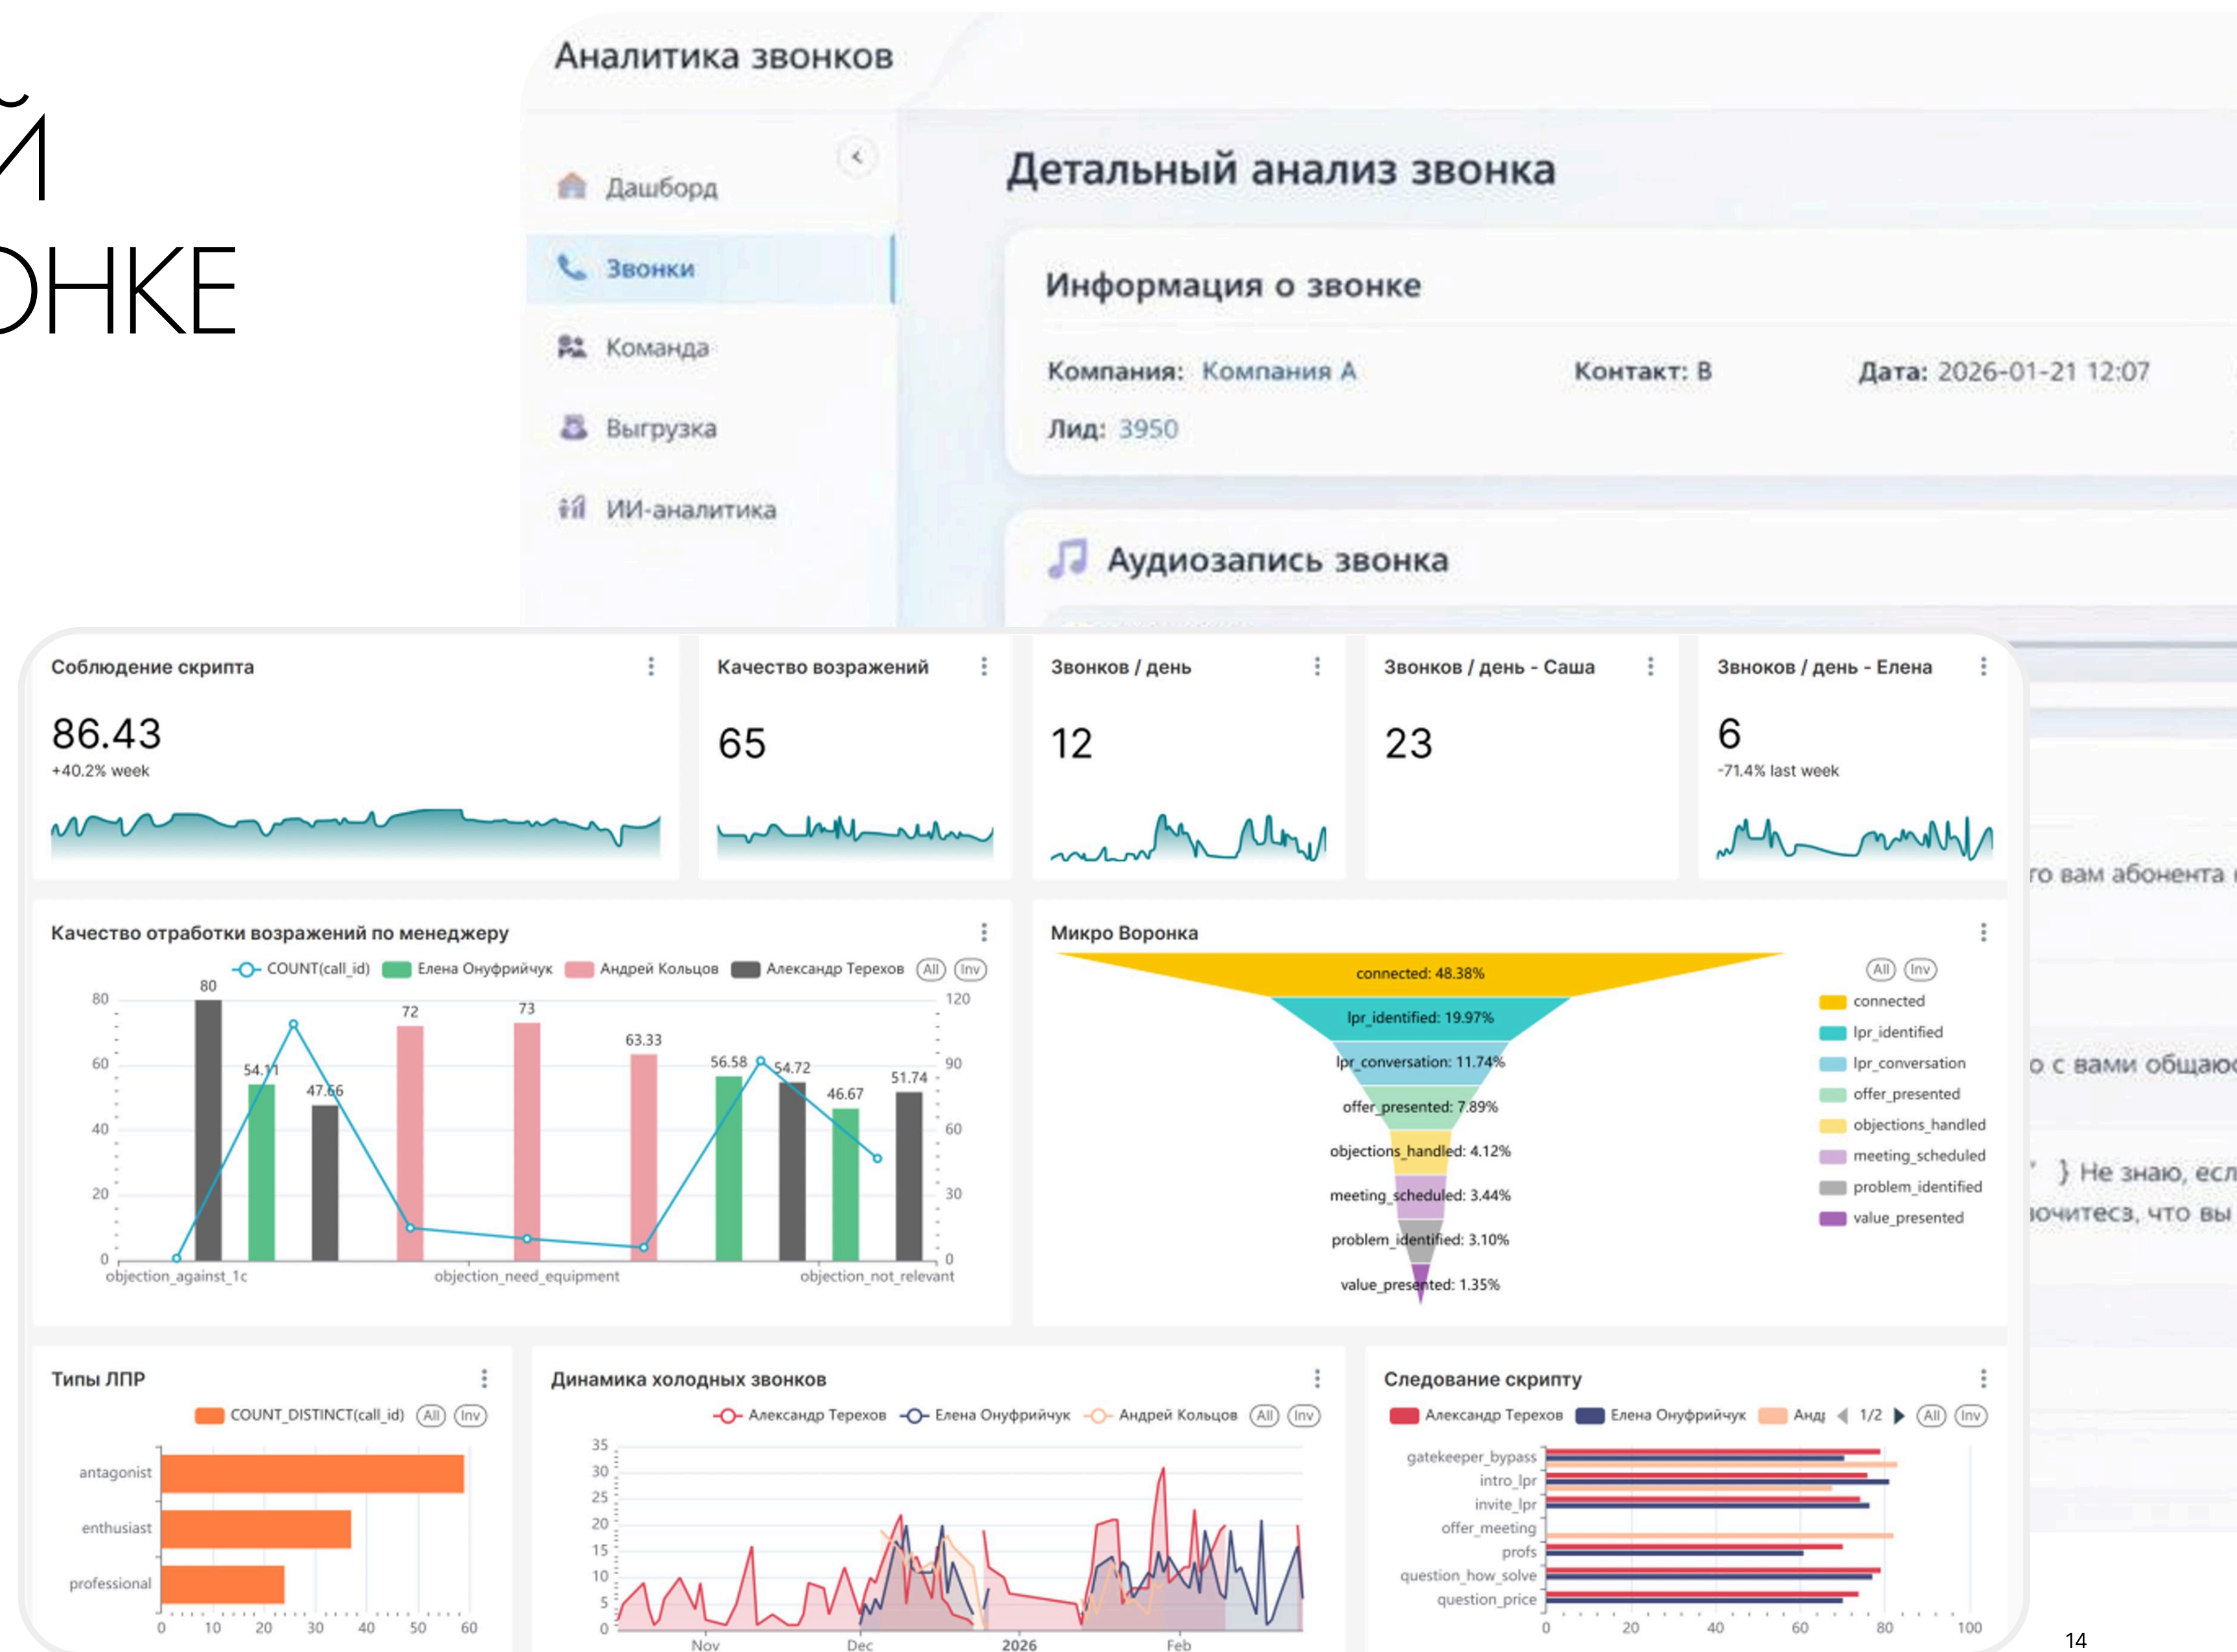 Й
ОНКЕ
Аналитика звонков
Дашборд
Звонки
Команда
Выгрузка
ИИ-аналитика
Детальный анализ звонка
Информация о звонке
Компания: Компания А Контакт: В Дата: 2026-01-21 12:07
Лид: 3950
Аудиозапись звонка
го вам абонента
о с вами общаю
} Не знаю, есл
ючитесз, что вы
Соблюдение скрипта
86.43
+40.2% week
Качество возражений
65
Звонков / день
12
Звонков / день - Саша
23
Звноков / день - Елена
6
-71.4% last week
Качество отработки возражений по менеджеру
COUNT(call_id) Елена Онуфрийчук Андрей Кольцов Александр Терехов All Inv
80 60 40 20 0
120 90 60 30 0
80 54.11 47.66 72 73 63.33 56.58 54.72 46.67 51.74
objection_against_1c objection_need_equipment objection_not_relevant
Микро Воронка
connected: 48.38%
lpr_identified: 19.97%
lpr_conversation: 11.74%
offer_presented: 7.89%
objections_handled: 4.12%
meeting_scheduled: 3.44%
problem_identified: 3.10%
value_presented: 1.35%
All Inv
connected
lpr_identified
lpr_conversation
offer_presented
objections_handled
meeting_scheduled
problem_identified
value_presented
Типы ЛПР
COUNT_DISTINCT(call_id) All Inv
antagonist
enthusiast
professional
0 10 20 30 40 50 60
Динамика холодных звонков
Александр Терехов Елена Онуфрийчук Андрей Кольцов All Inv
35
30
25
20
15
10
5
0
Nov Dec 2026 Feb
Следование скрипту
Александр Терехов Елена Онуфрийчук Анд 1/2 All Inv
gatekeeper_bypass
intro_lpr
invite_lpr
offer_meeting
profs
question_how_solve
question_price
0 20 40 60 80 100
14